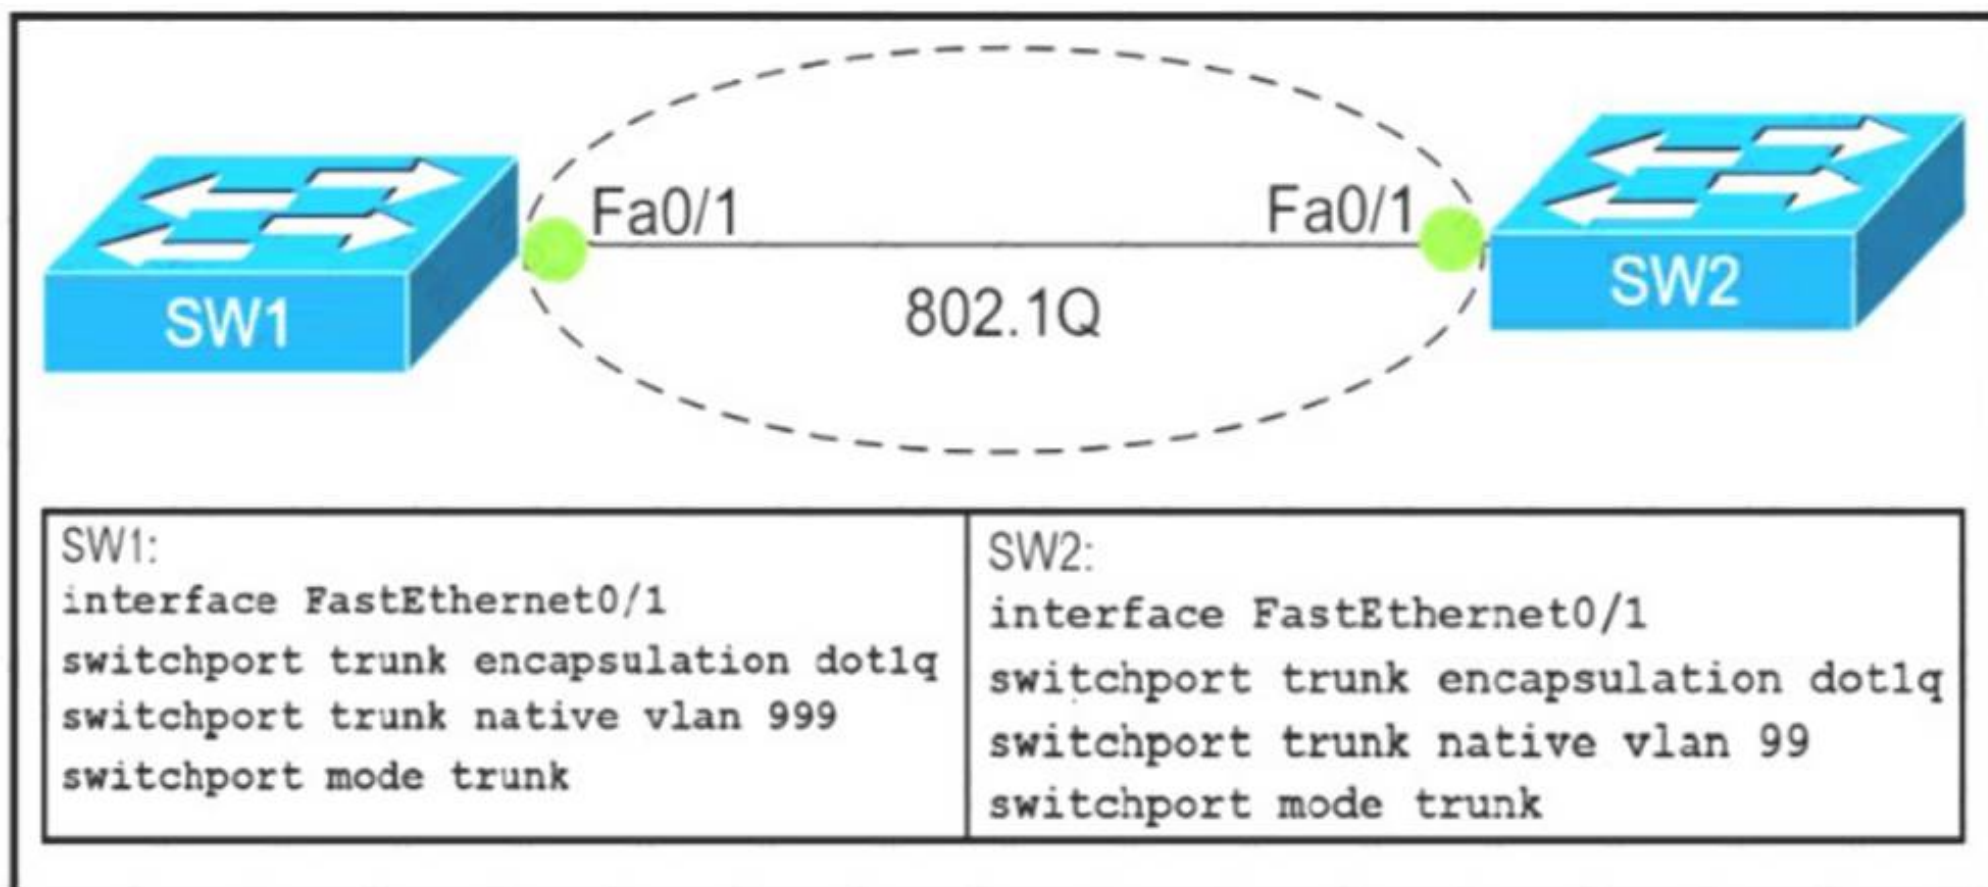 Fa0/1
Fa0/1
802.1Q
SW1
SW2
SW1:
interface FastEthernet0/1
switchport trunk encapsulation dot1q
switchport trunk native vlan 999
switchport mode trunk
SW2:
interface FastEthernet0/1
switchport trunk encapsulation dot1q
switchport trunk native vlan 99
switchport mode trunk